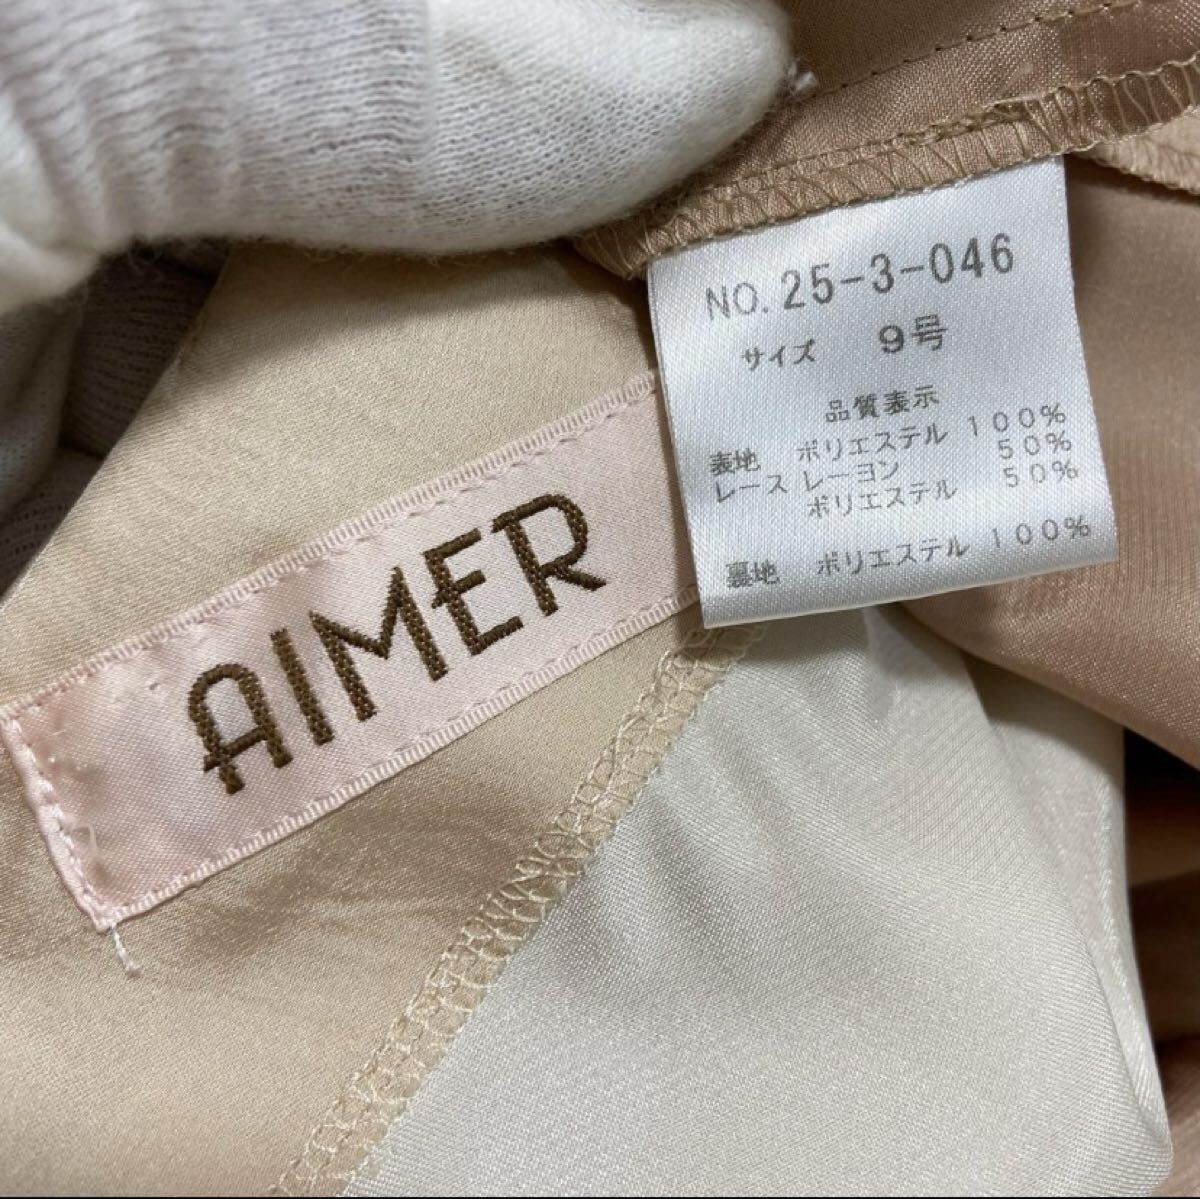 NO. 25-3-046
サイズ 9号
品質表示
表地 ポリエステル 100%
レース レーヨン 50%
ポリエステル 50%
裏地 ポリエステル 100%
AIMER